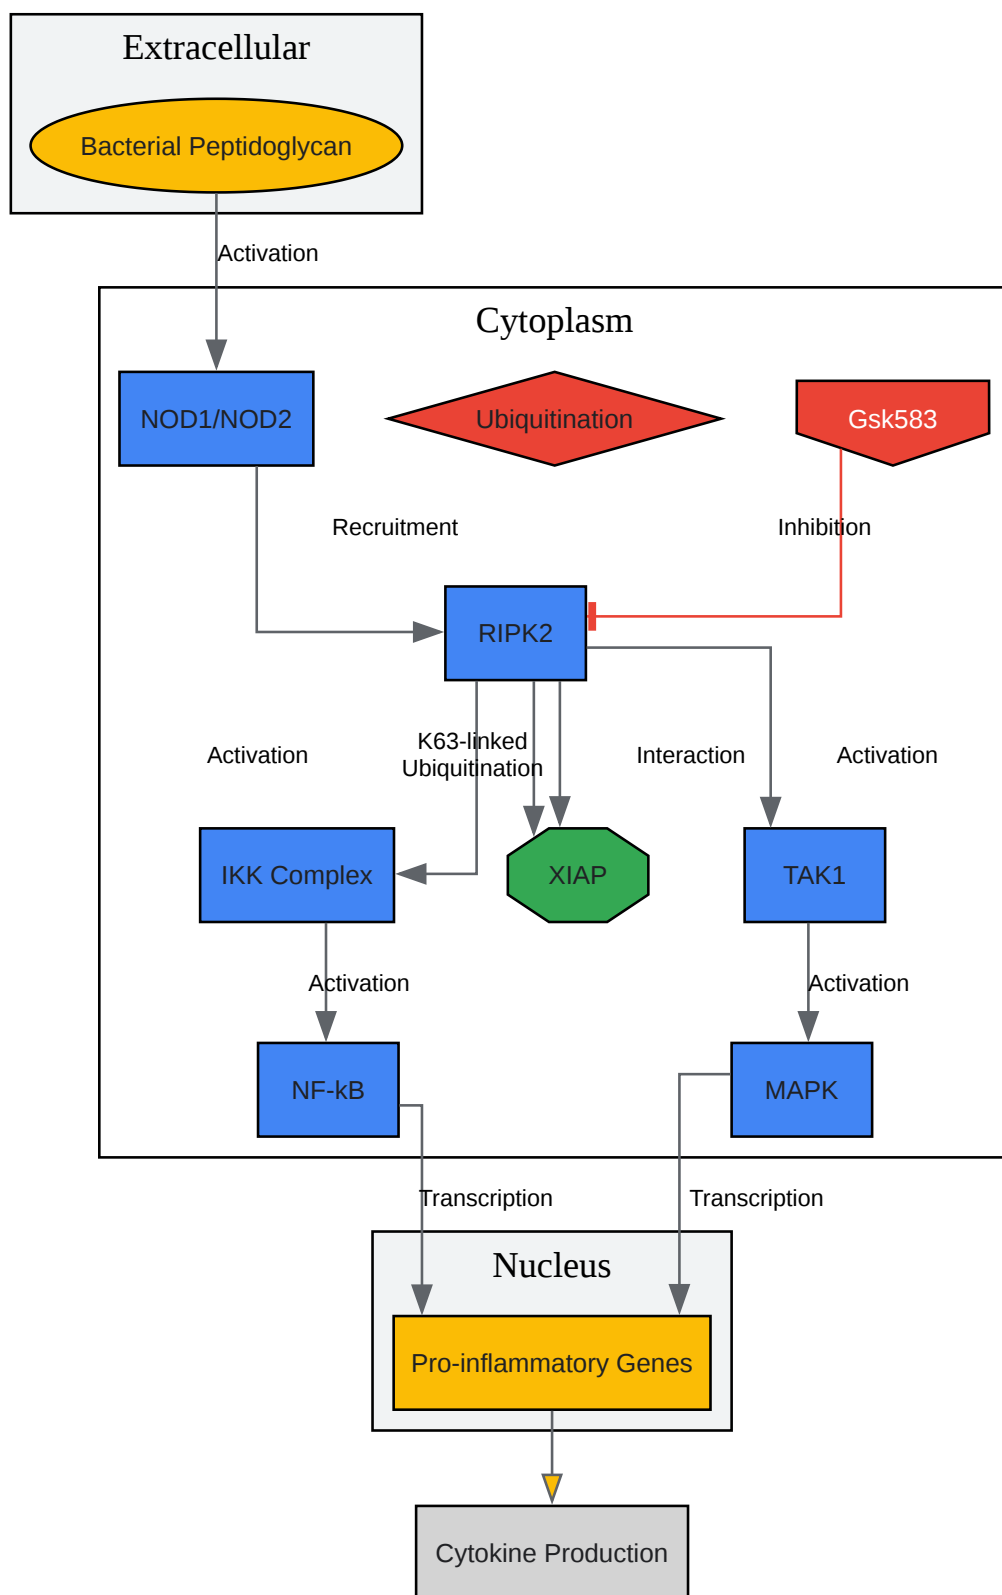 Extracellular
Bacterial Peptidoglycan
Activation
Cytoplasm
NOD1/NOD2
Ubiquitination
Gsk583
Recruitment
Inhibition
RIPK2
Activation
K63-linked
Ubiquitination
Interaction
Activation
IKK Complex
XIAP
TAK1
Activation
Activation
NF-kB
MAPK
Transcription
Transcription
Nucleus
Pro-inflammatory Genes
Cytokine Production